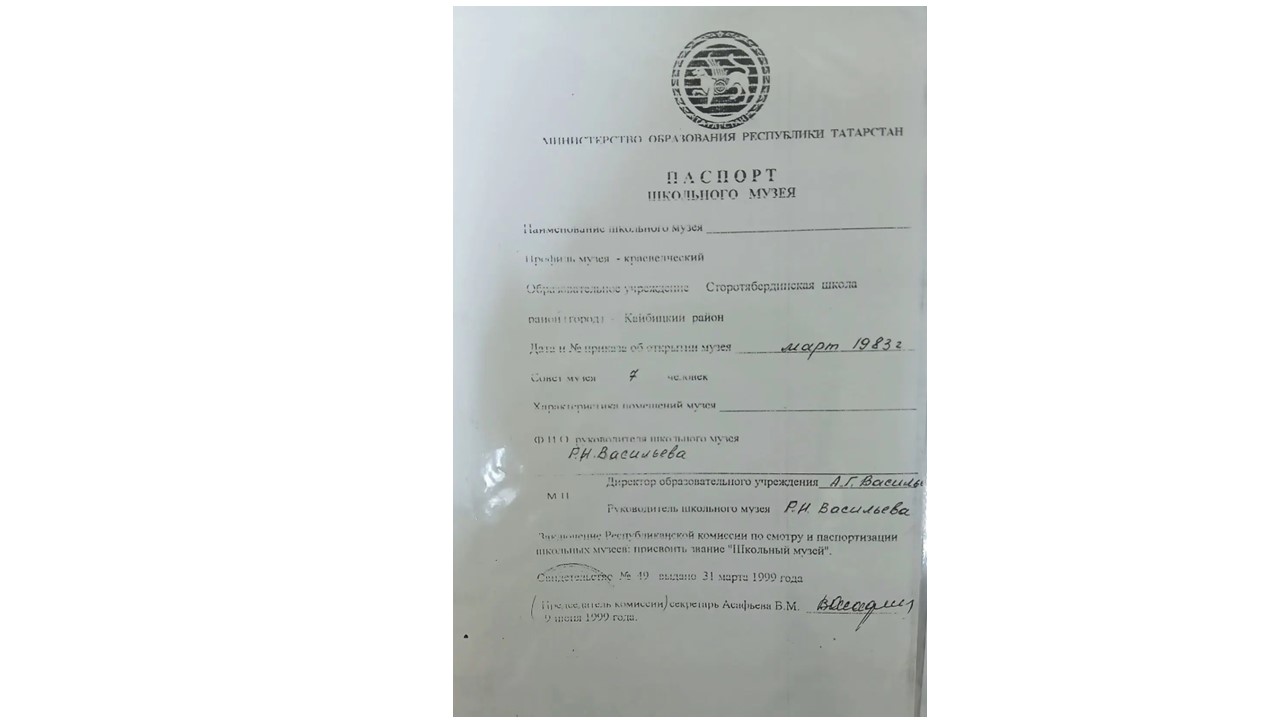 ТАТАРСТАН
МИНИСТЕРСТВО ОБРАЗОВАНИЯ РЕСПУБЛИКИ ТАТАРСТАН
ПАСПОРТ
ШКОЛЬНОГО МУЗЕЯ
Наименование школьного музея
Профиль музея - краеведческий
Образовательное учреждение Сторотябердинская школа
район (город) - Кайбицкий район
Дата и № приказа об открытии музея март 1983 г
Совет музея 7 человек
Характеристика помещений музея
Ф И О руководителя школьного музея
Р.Н. Васильева
Директор образовательного учреждения А.Г. Василь
М П
Руководитель школьного музея Р.Н. Васильева
Заключение Республиканской комиссии по смотру и паспортизации
школьных музеев: присвоить звание "Школьный музей".
Свидетельство № 49 выдано 31 марта 1999 года
(Председатель комиссии) секретарь Асафьева В.М.
9 июня 1999 года.